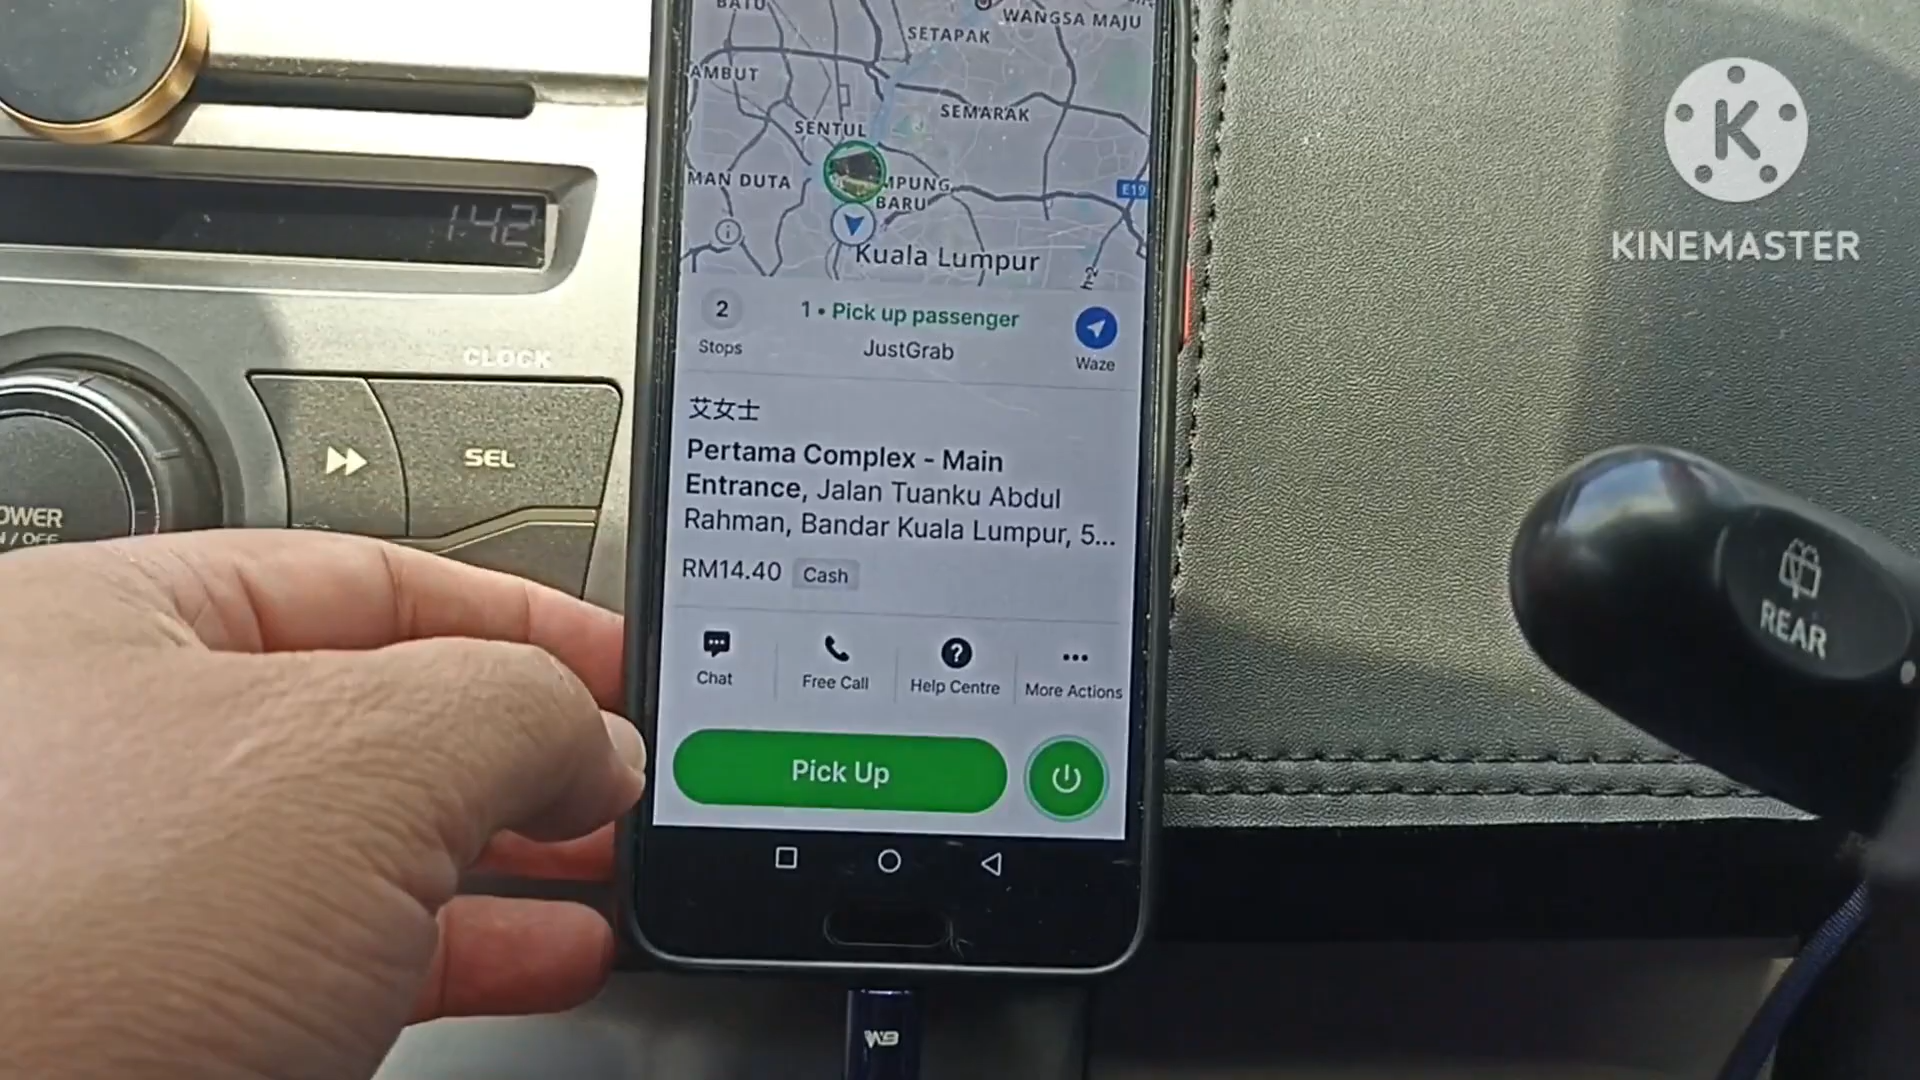 BATU
WANGSA MAJU
SETAPAK
AMBUT
SEMARAK
SENTUL
MAN DUTA
MPUNG
BARU
E19
Kuala Lumpur
1:42
2
Stops
1 • Pick up passenger
JustGrab
Waze
艾女士
Pertama Complex - Main
Entrance, Jalan Tuanku Abdul
Rahman, Bandar Kuala Lumpur, 5...
RM14.40
Cash
Chat
Free Call
Help Centre
More Actions
Pick Up
CLOCK
SEL
OWER
N / OFF
REAR
K
KINEMASTER